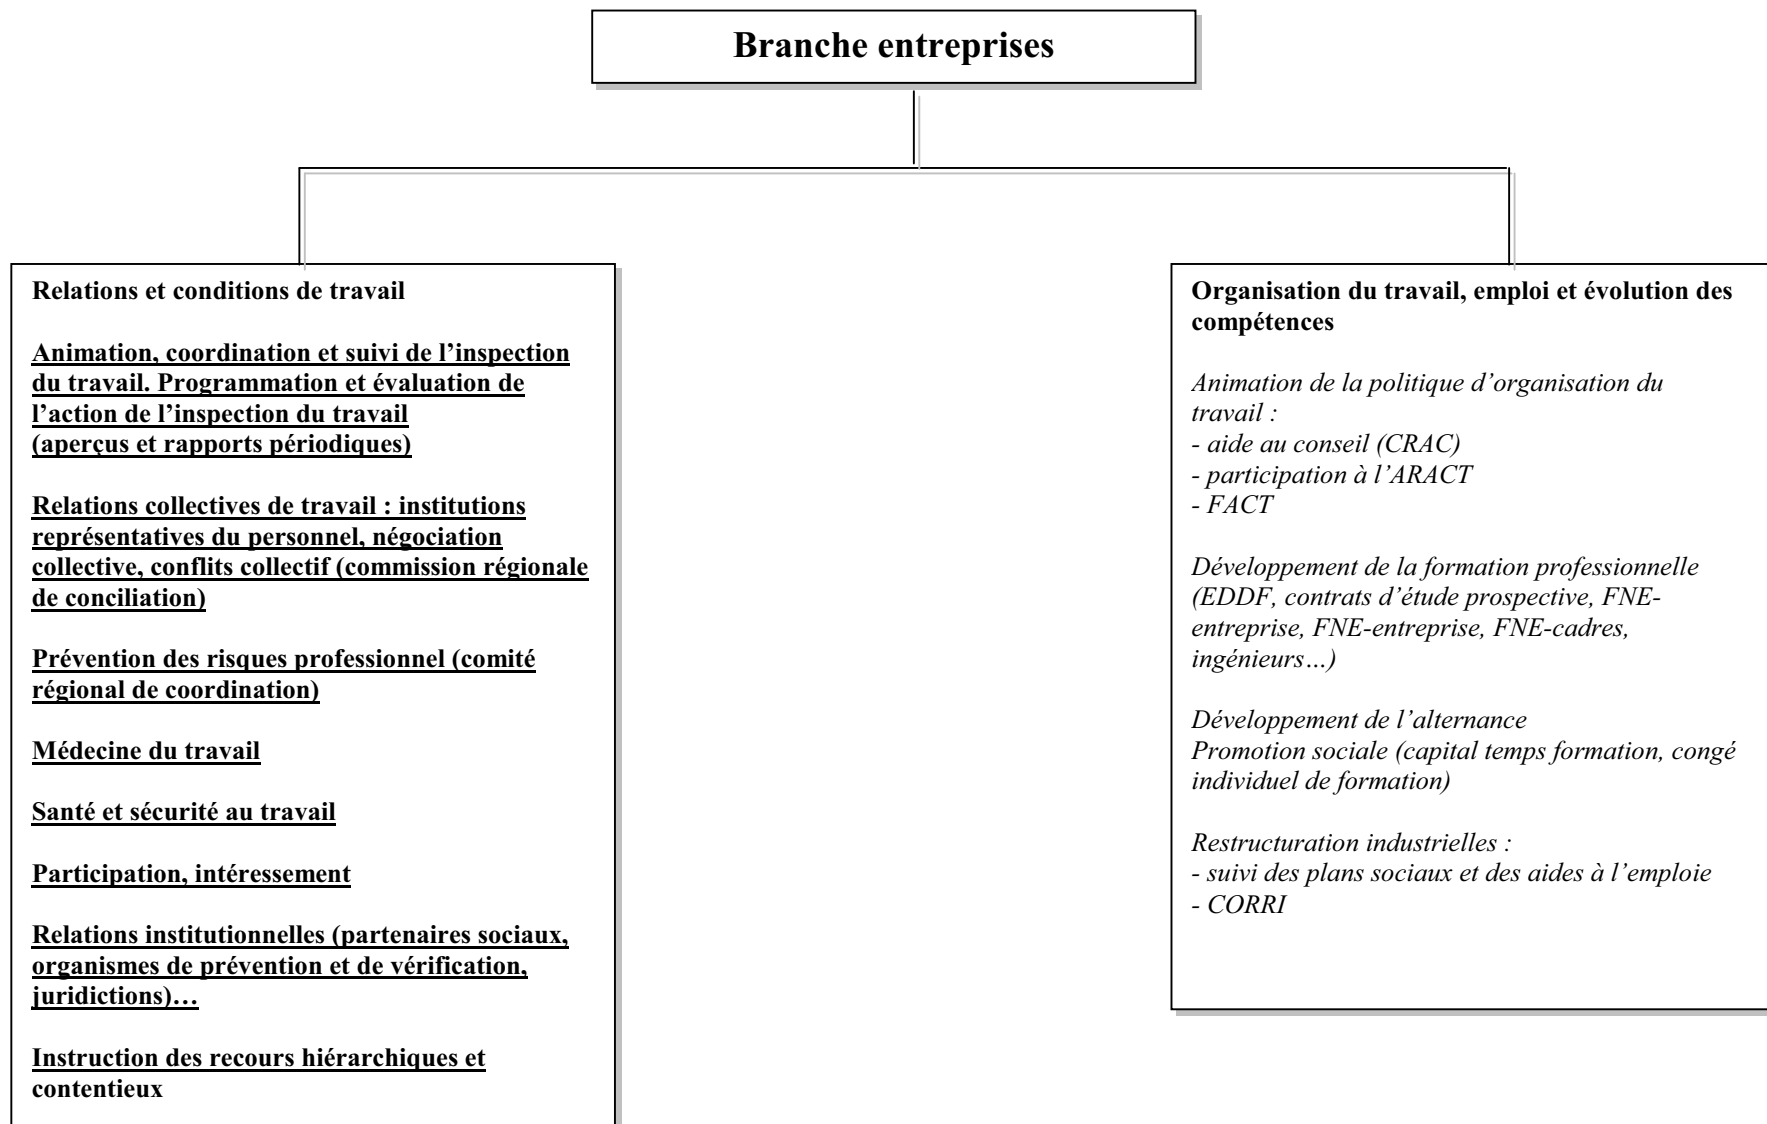 Branche entreprises
Relations et conditions de travail
Animation, coordination et suivi de l’inspection
du travail. Programmation et évaluation de
l’action de l’inspection du travail
(aperçus et rapports périodiques)
Relations collectives de travail : institutions
représentatives du personnel, négociation
collective, conflits collectif (commission régionale
de conciliation)
Prévention des risques professionnel (comité
régional de coordination)
Médecine du travail
Santé et sécurité au travail
Participation, intéressement
Relations institutionnelles (partenaires sociaux,
organismes de prévention et de vérification,
juridictions)…
Instruction des recours hiérarchiques et
contentieux
Organisation du travail, emploi et évolution des
compétences
Animation de la politique d’organisation du
travail :
- aide au conseil (CRAC)
- participation à l’ARACT
- FACT
Développement de la formation professionnelle
(EDDF, contrats d’étude prospective, FNE-
entreprise, FNE-entreprise, FNE-cadres,
ingénieurs…)
Développement de l’alternance
Promotion sociale (capital temps formation, congé
individuel de formation)
Restructuration industrielles :
- suivi des plans sociaux et des aides à l’emploie
- CORRI